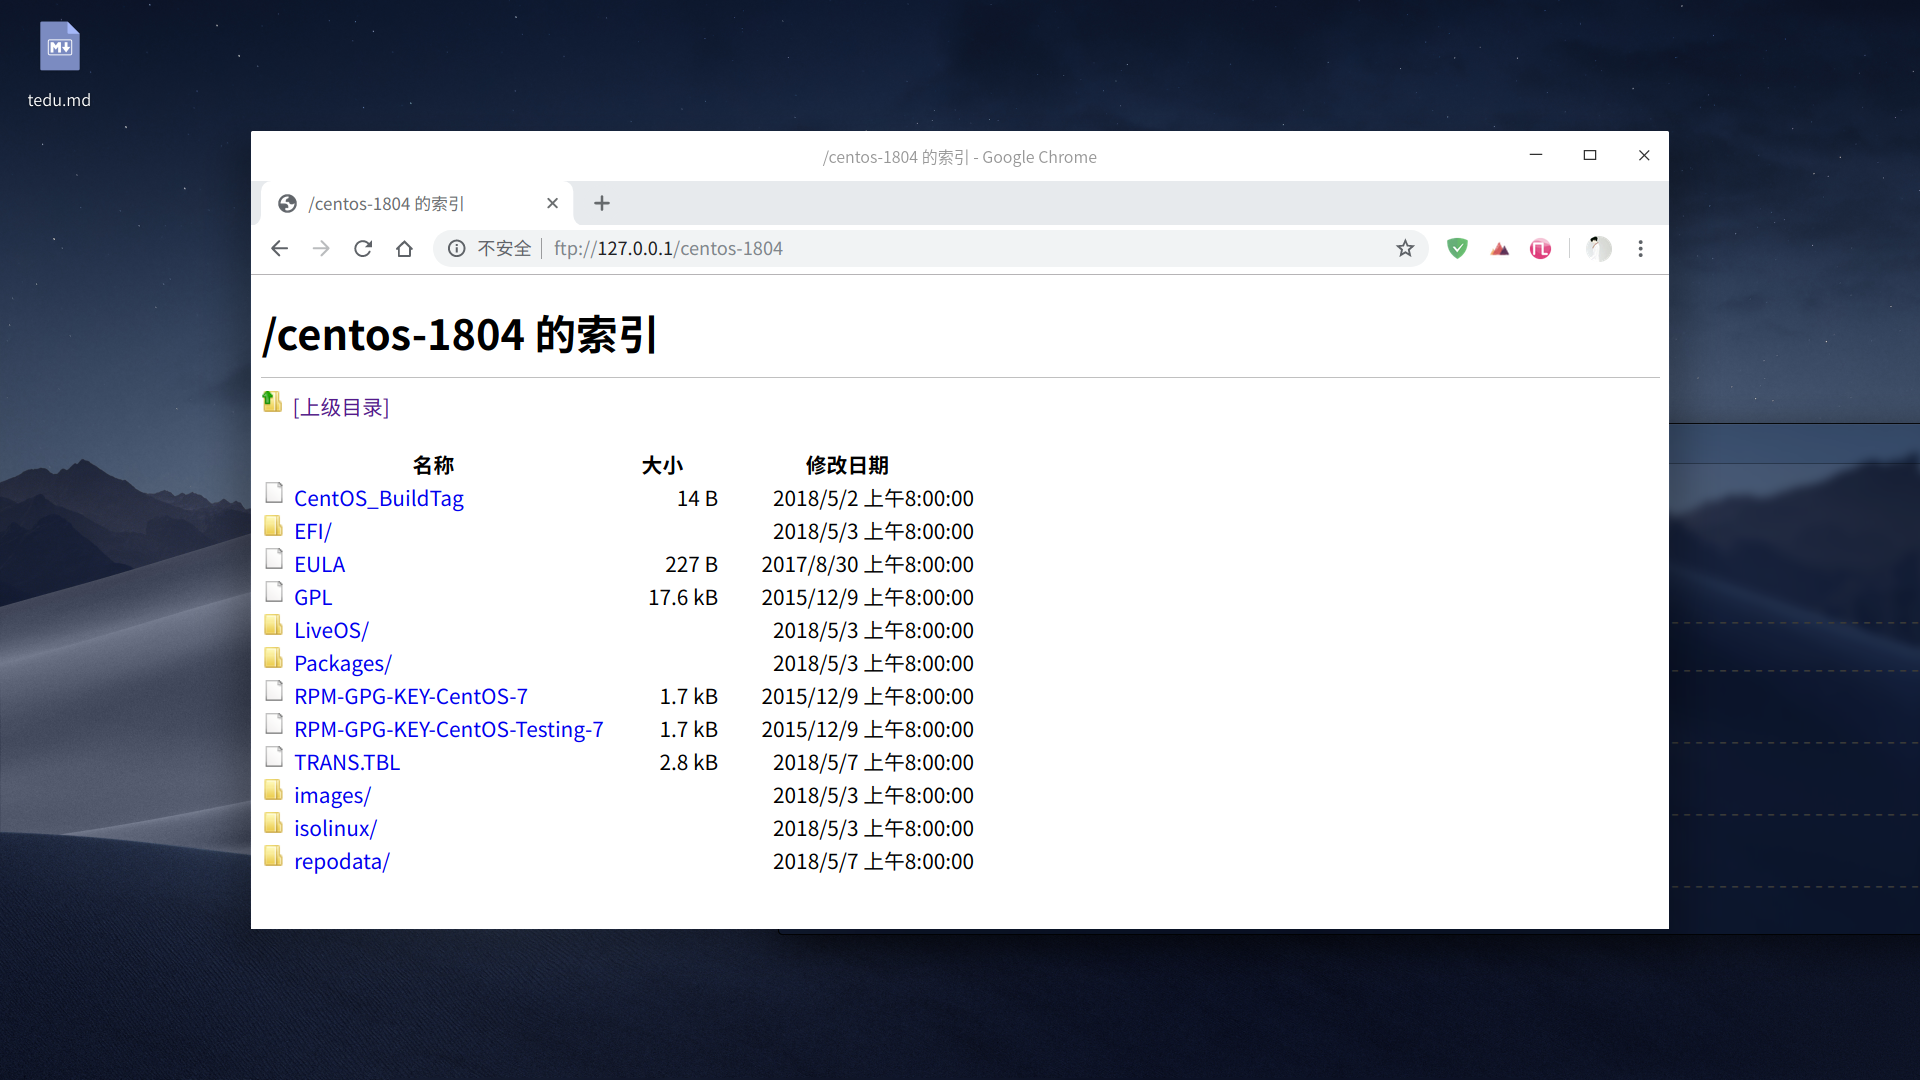 M↓
tedu.md
/centos-1804 的索引 - Google Chrome
/centos-1804 的索引
不安全 ftp://127.0.0.1/centos-1804
/centos-1804 的索引
[上级目录]
名称 大小 修改日期
CentOS_BuildTag 14 B 2018/5/2 上午8:00:00
EFI/ 2018/5/3 上午8:00:00
EULA 227 B 2017/8/30 上午8:00:00
GPL 17.6 kB 2015/12/9 上午8:00:00
LiveOS/ 2018/5/3 上午8:00:00
Packages/ 2018/5/3 上午8:00:00
RPM-GPG-KEY-CentOS-7 1.7 kB 2015/12/9 上午8:00:00
RPM-GPG-KEY-CentOS-Testing-7 1.7 kB 2015/12/9 上午8:00:00
TRANS.TBL 2.8 kB 2018/5/7 上午8:00:00
images/ 2018/5/3 上午8:00:00
isolinux/ 2018/5/3 上午8:00:00
repodata/ 2018/5/7 上午8:00:00